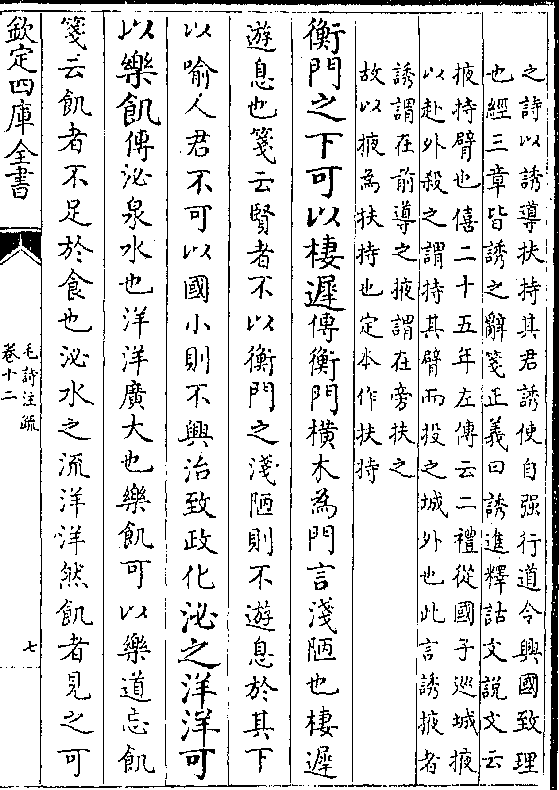 之詩以誘導扶持其君誘使自强行道令興國致理
也經三章皆誘之辭箋正義曰誘進釋詁文說文云
掖持臂也僖二十五年左傳云二禮從國子巡城掖
以赴外殺之謂持其臂而投之城外也此言誘掖者
誘謂在前導之掖謂在旁扶之
故以掖為扶持也定本作扶持
衡門之下可以棲遲傳衡門橫木為門言淺陋也棲遲
遊息也箋云賢者不以衡門之淺陋則不遊息於其下
以喻人君不可以國小則不興治致政化泌之洋洋可
以樂飢傳泌泉水也洋洋廣大也樂飢可以樂道忘飢
箋云飢者不足於食也泌水之流洋洋然飢者見之可
欽定四庫全書
毛詩注疏
卷十二
七